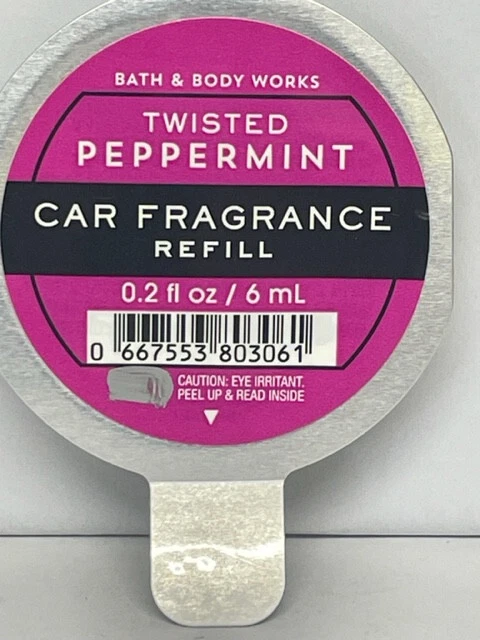 BATH & BODY WORKS
TWISTED
PEPPERMINT
CAR FRAGRANCE
REFILL
0.2 fl oz / 6 mL
0 667553 803061
CAUTION: EYE IRRITANT.
PEEL UP & READ INSIDE